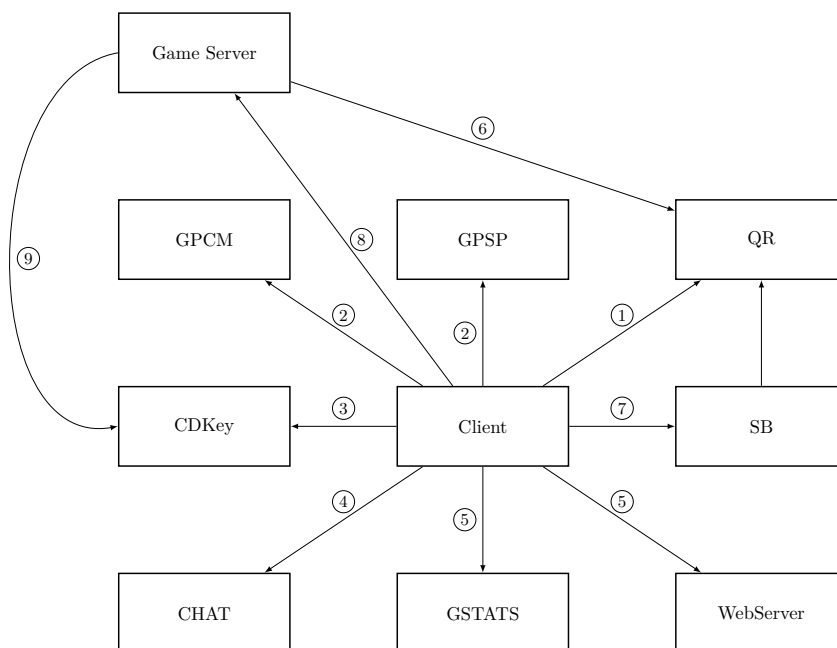 Game Server
6
GPCM
8
GPSP
QR
9
2
2
1
CDKey
3
Client
7
SB
4
5
5
CHAT
GSTATS
WebServer